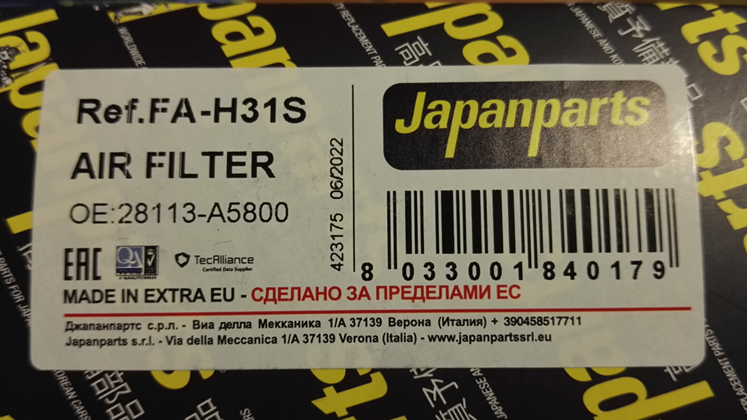 Ref.FA-H31S
AIR FILTER
OE:28113-A5800
423175 06/2022
Japanparts
8 033001 840179
EAC
TecAlliance
Certified Data Supplier
MADE IN EXTRA EU - СДЕЛАНО ЗА ПРЕДЕЛАМИ ЕС
Джапанпартс с.р.л. - Виа делла Мекканика 1/A 37139 Верона (Италия) + 390458517711
Japanparts s.r.l. - Via della Meccanica 1/A 37139 Verona (Italia) - www.japanpartssrl.eu